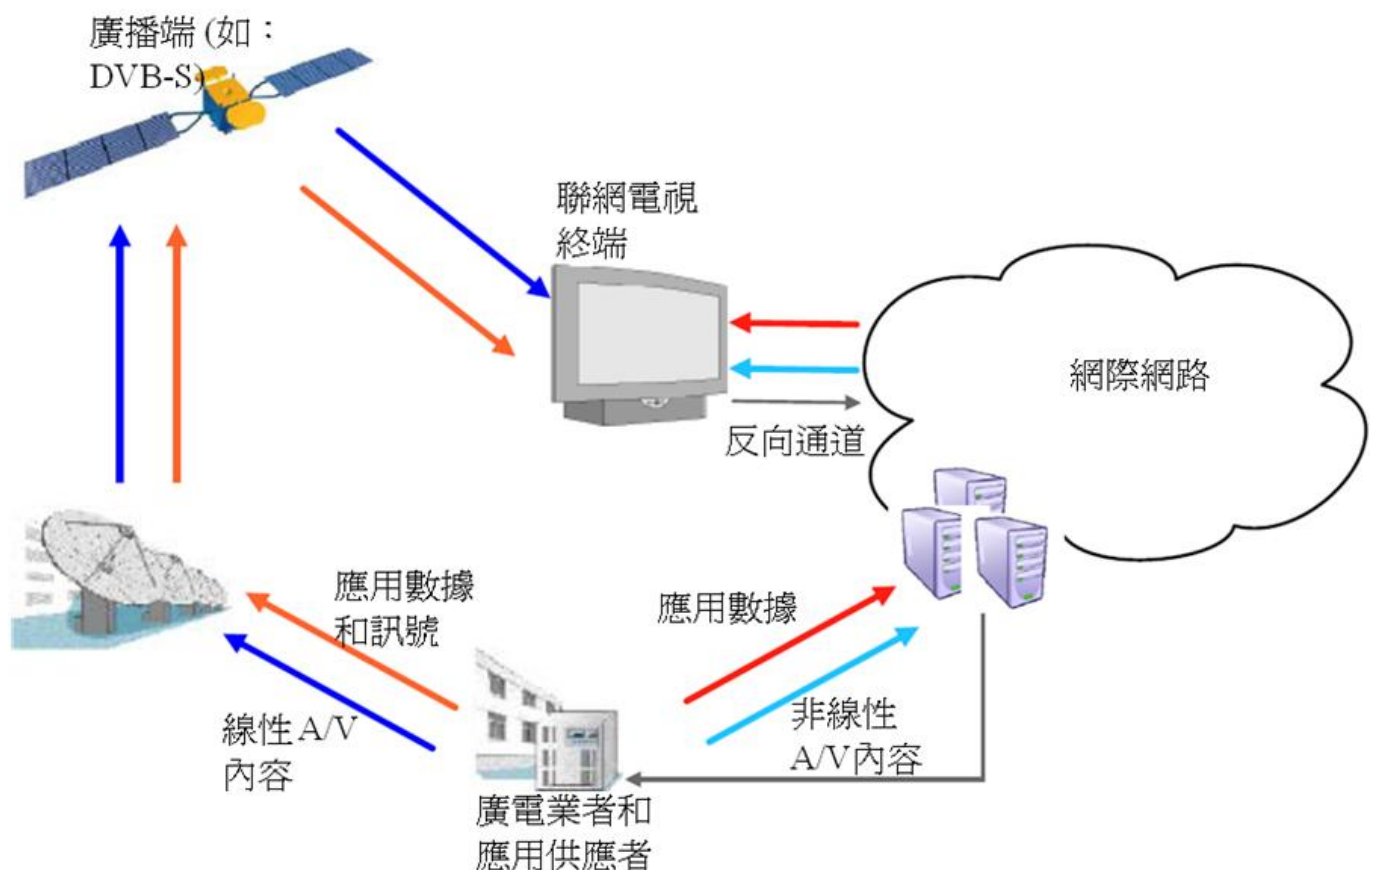 廣播端 (如：
DVB-S)
聯網電視
終端
網際網路
反向通道
應用數據
和訊號
應用數據
線性 A/V
內容
非線性
A/V內容
廣電業者和
應用供應者